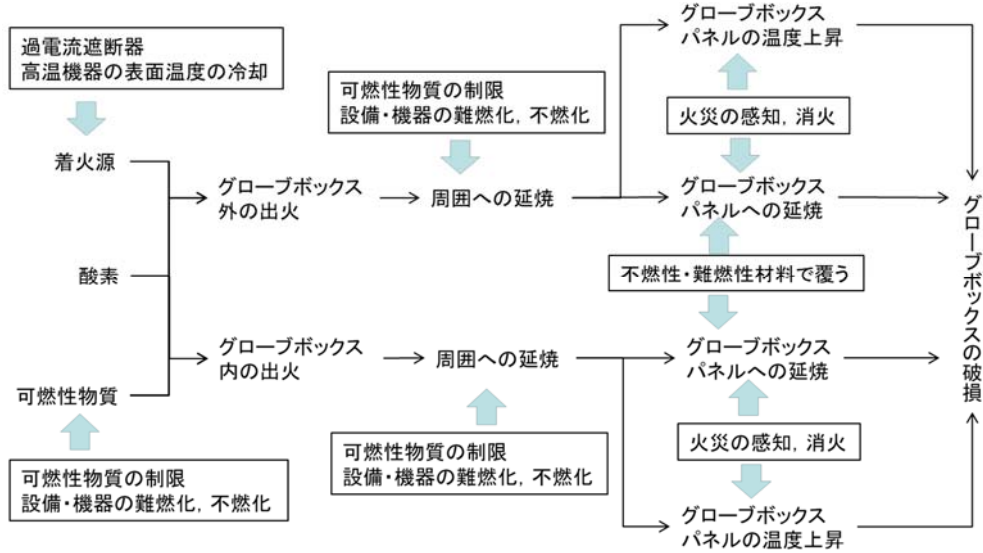 過電流遮断器
高温機器の表面温度の冷却
着火源
酸素
可燃性物質
可燃性物質の制限
設備・機器の難燃化, 不燃化
グローブボックス
外の出火
グローブボックス
内の出火
可燃性物質の制限
設備・機器の難燃化, 不燃化
周囲への延焼
周囲への延焼
可燃性物質の制限
設備・機器の難燃化, 不燃化
グローブボックス
パネルの温度上昇
火災の感知, 消火
グローブボックス
パネルへの延焼
不燃性・難燃性材料で覆う
グローブボックス
パネルへの延焼
火災の感知, 消火
グローブボックス
パネルの温度上昇
グローブボックスの破損